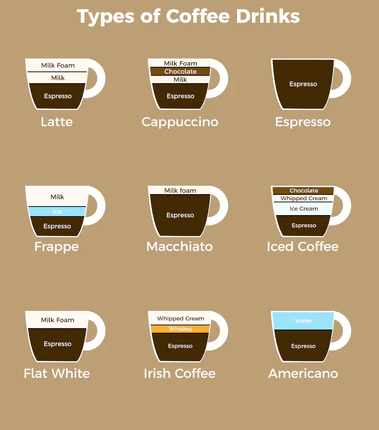 Types of Coffee Drinks
Milk Foam
Milk
Espresso
Latte
Milk Foam
Chocolate
Milk
Espresso
Cappuccino
Espresso
Espresso
Milk
Ice
Espresso
Frappe
Milk foam
Espresso
Macchiato
Chocolate
Whipped Cream
Ice Cream
Espresso
Iced Coffee
Milk Foam
Espresso
Flat White
Whipped Cream
Whiskey
Espresso
Irish Coffee
Water
Espresso
Americano